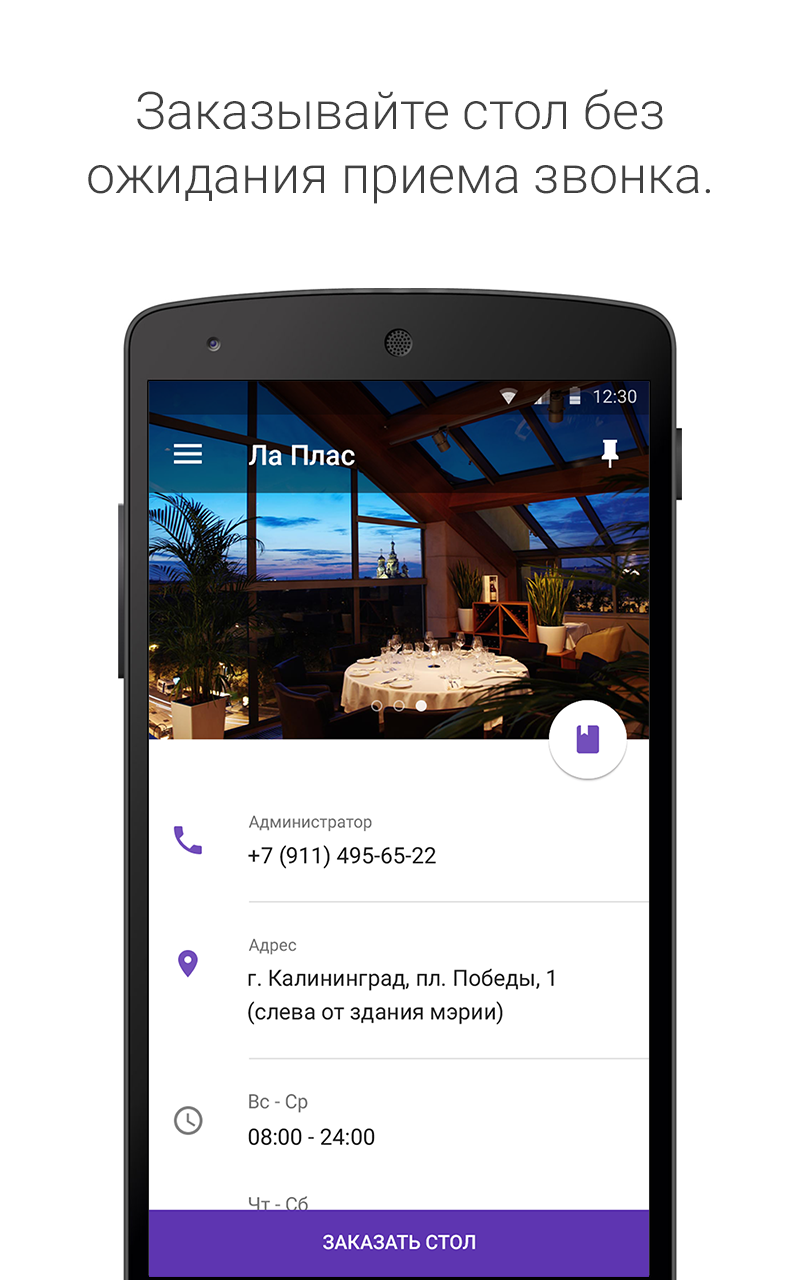 Заказывайте стол без
ожидания приема звонка.
12:30
Ла Плас
Администратор
+7 (911) 495-65-22
Адрес
г. Калининград, пл. Победы, 1
(слева от здания мэрии)
Вс - Ср
08:00 - 24:00
Чт - Сб
ЗАКАЗАТЬ СТОЛ